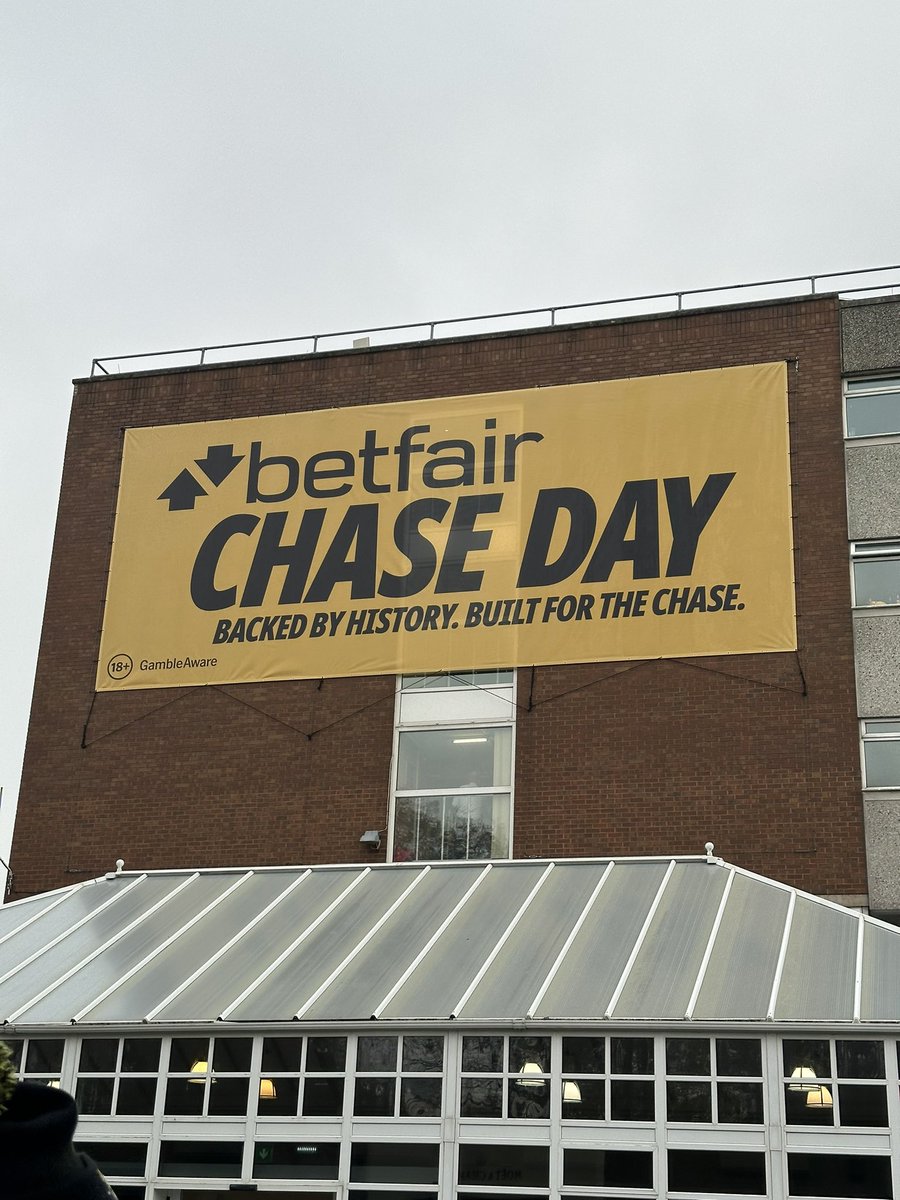 betfair
CHASE DAY
BACKED BY HISTORY. BUILT FOR THE CHASE.
18+ GambleAware